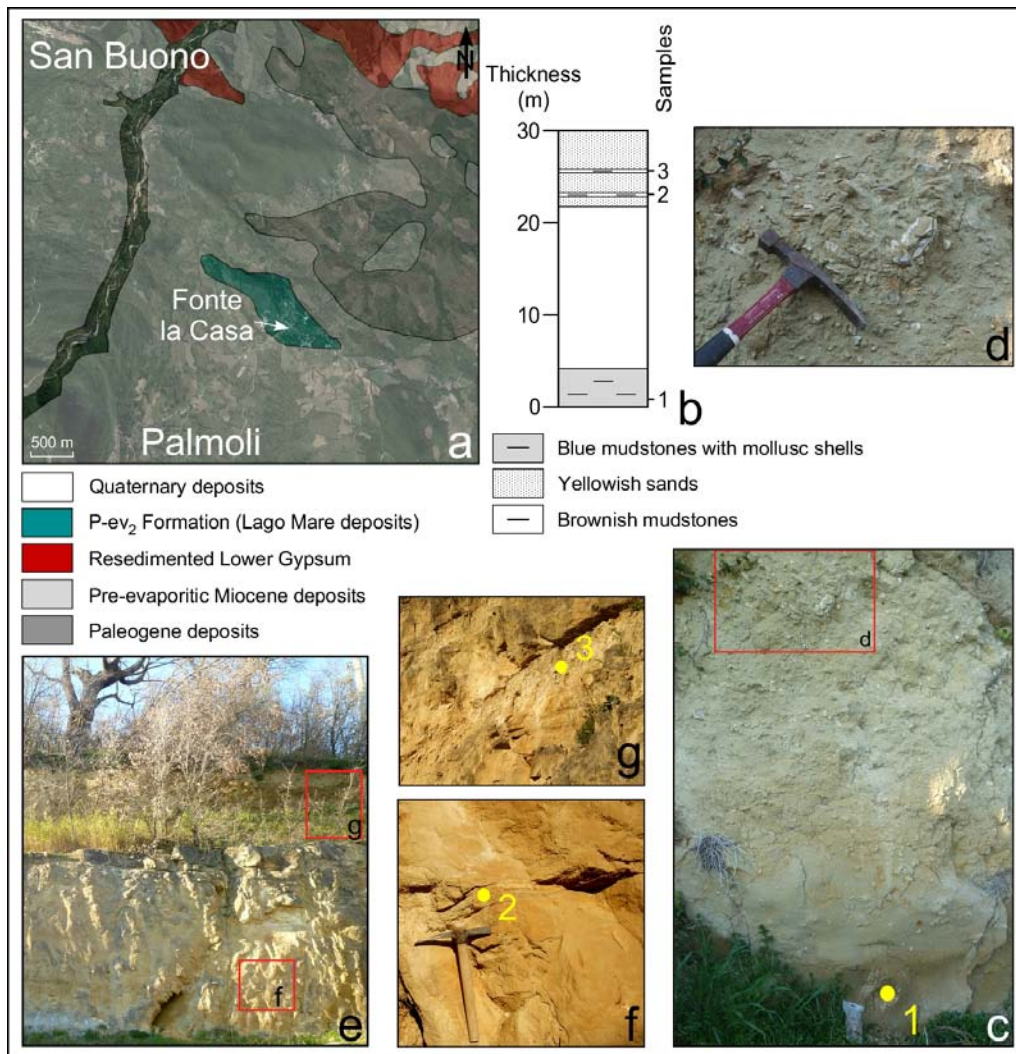 San Buono
N
Fonte
la Casa
500 m
Palmoli
a
Thickness
(m)
Samples
30
20
10
0
3
2
1
b
d
Quaternary deposits
P-ev₂ Formation (Lago Mare deposits)
Resedimented Lower Gypsum
Pre-evaporitic Miocene deposits
Paleogene deposits
Blue mudstones with mollusc shells
Yellowish sands
Brownish mudstones
g
f
e
3
g
2
f
d
1
c